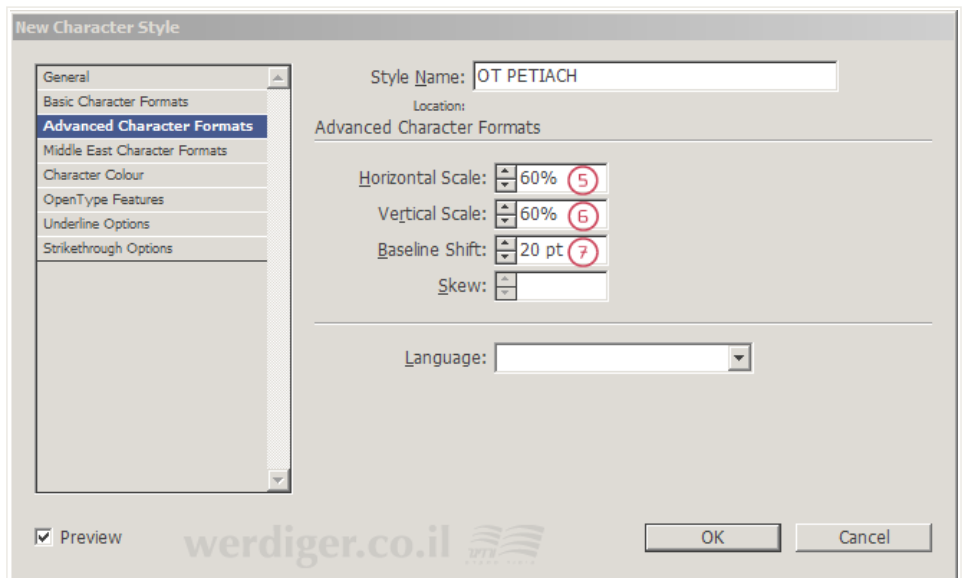 New Character Style
General
Basic Character Formats
Advanced Character Formats
Middle East Character Formats
Character Colour
OpenType Features
Underline Options
Strikethrough Options
Style Name: OT PETIACH
Location:
Advanced Character Formats
Horizontal Scale: 60% 5
Vertical Scale: 60% 6
Baseline Shift: 20 pt 7
Skew:
Language:
Preview
werdiger.co.il
OK
Cancel